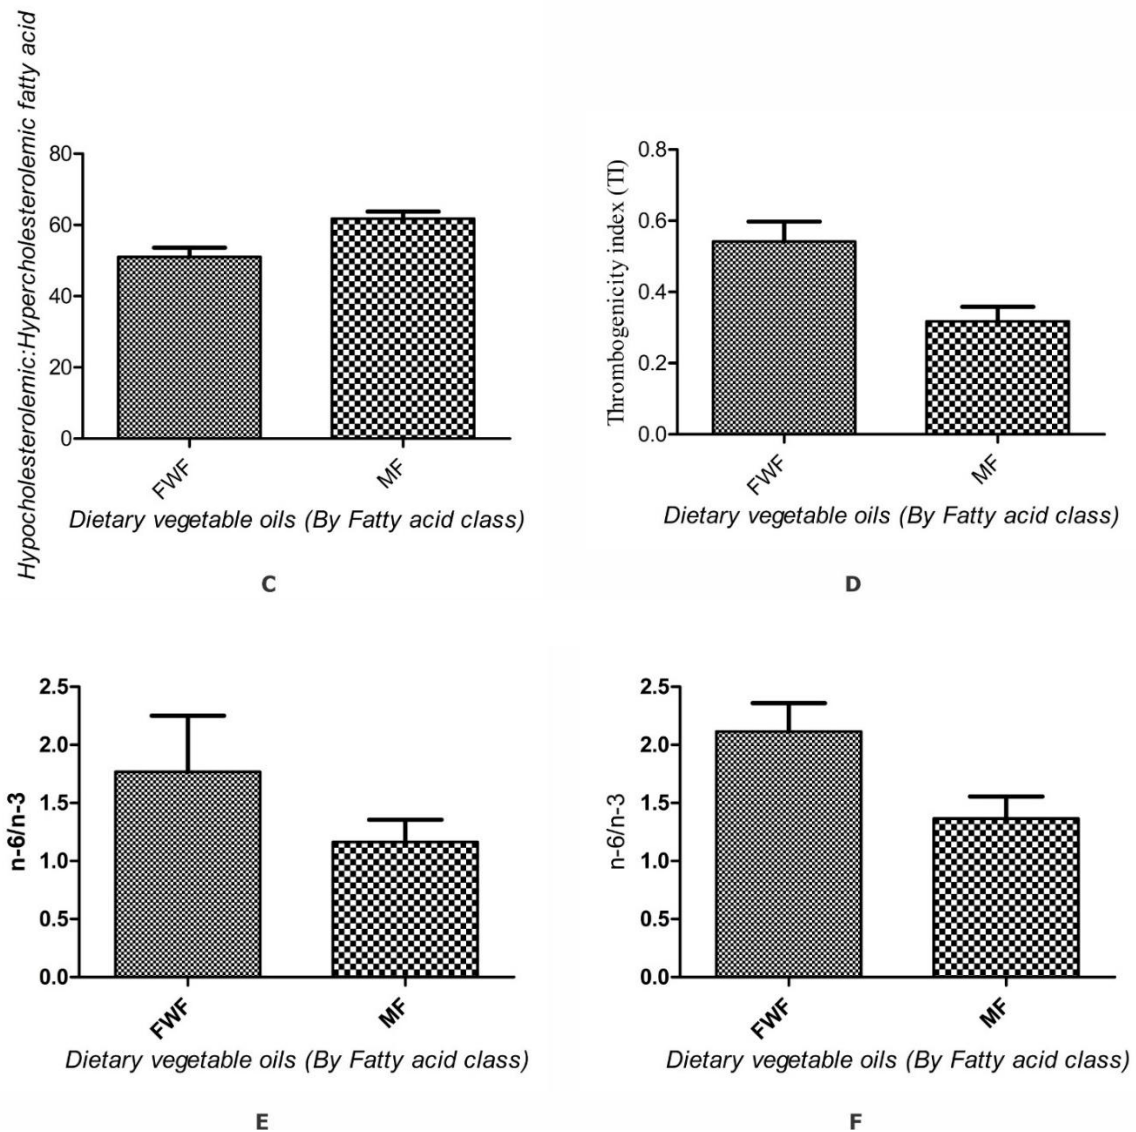 Hypocholesterolemic:Hypercholesterolemic fatty acid
80
60
40
20
0
FWF
MF
Dietary vegetable oils (By Fatty acid class)
C
Thrombogenicity index (TI)
0.8
0.6
0.4
0.2
0.0
FWF
MF
Dietary vegetable oils (By Fatty acid class)
D
n-6/n-3
2.5
2.0
1.5
1.0
0.5
0.0
FWF
MF
Dietary vegetable oils (By Fatty acid class)
E
n-6/n-3
2.5
2.0
1.5
1.0
0.5
0.0
FWF
MF
Dietary vegetable oils (By Fatty acid class)
F